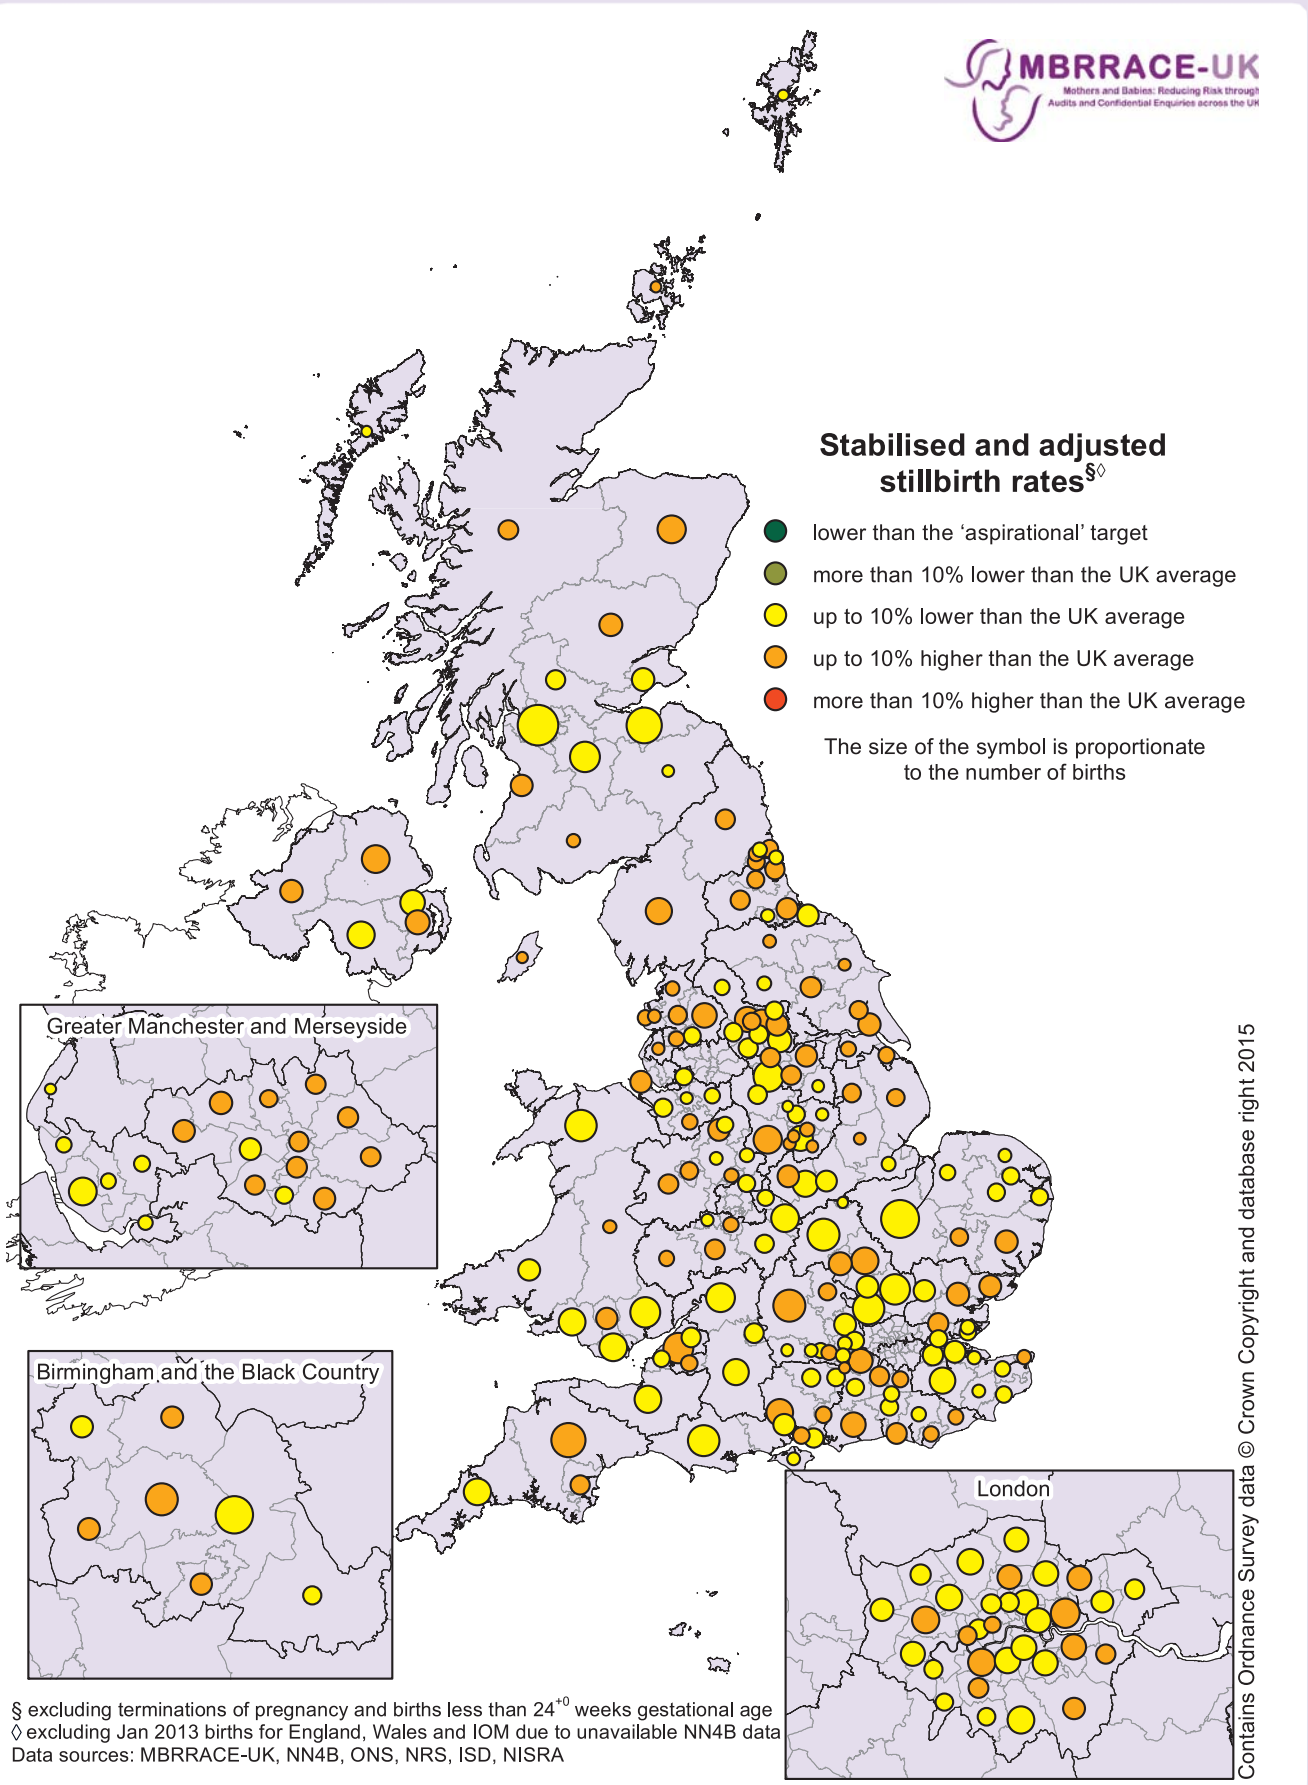 MBRRACE-UK
Mothers and Babies: Reducing Risk through
Audits and Confidential Enquiries across the UK
Stabilised and adjusted
stillbirth rates§◊
lower than the ‘aspirational’ target
more than 10% lower than the UK average
up to 10% lower than the UK average
up to 10% higher than the UK average
more than 10% higher than the UK average
The size of the symbol is proportionate
to the number of births
Greater Manchester and Merseyside
Birmingham and the Black Country
London
§ excluding terminations of pregnancy and births less than 24+0 weeks gestational age
◊ excluding Jan 2013 births for England, Wales and IOM due to unavailable NN4B data
Data sources: MBRRACE-UK, NN4B, ONS, NRS, ISD, NISRA
Contains Ordnance Survey data © Crown Copyright and database right 2015